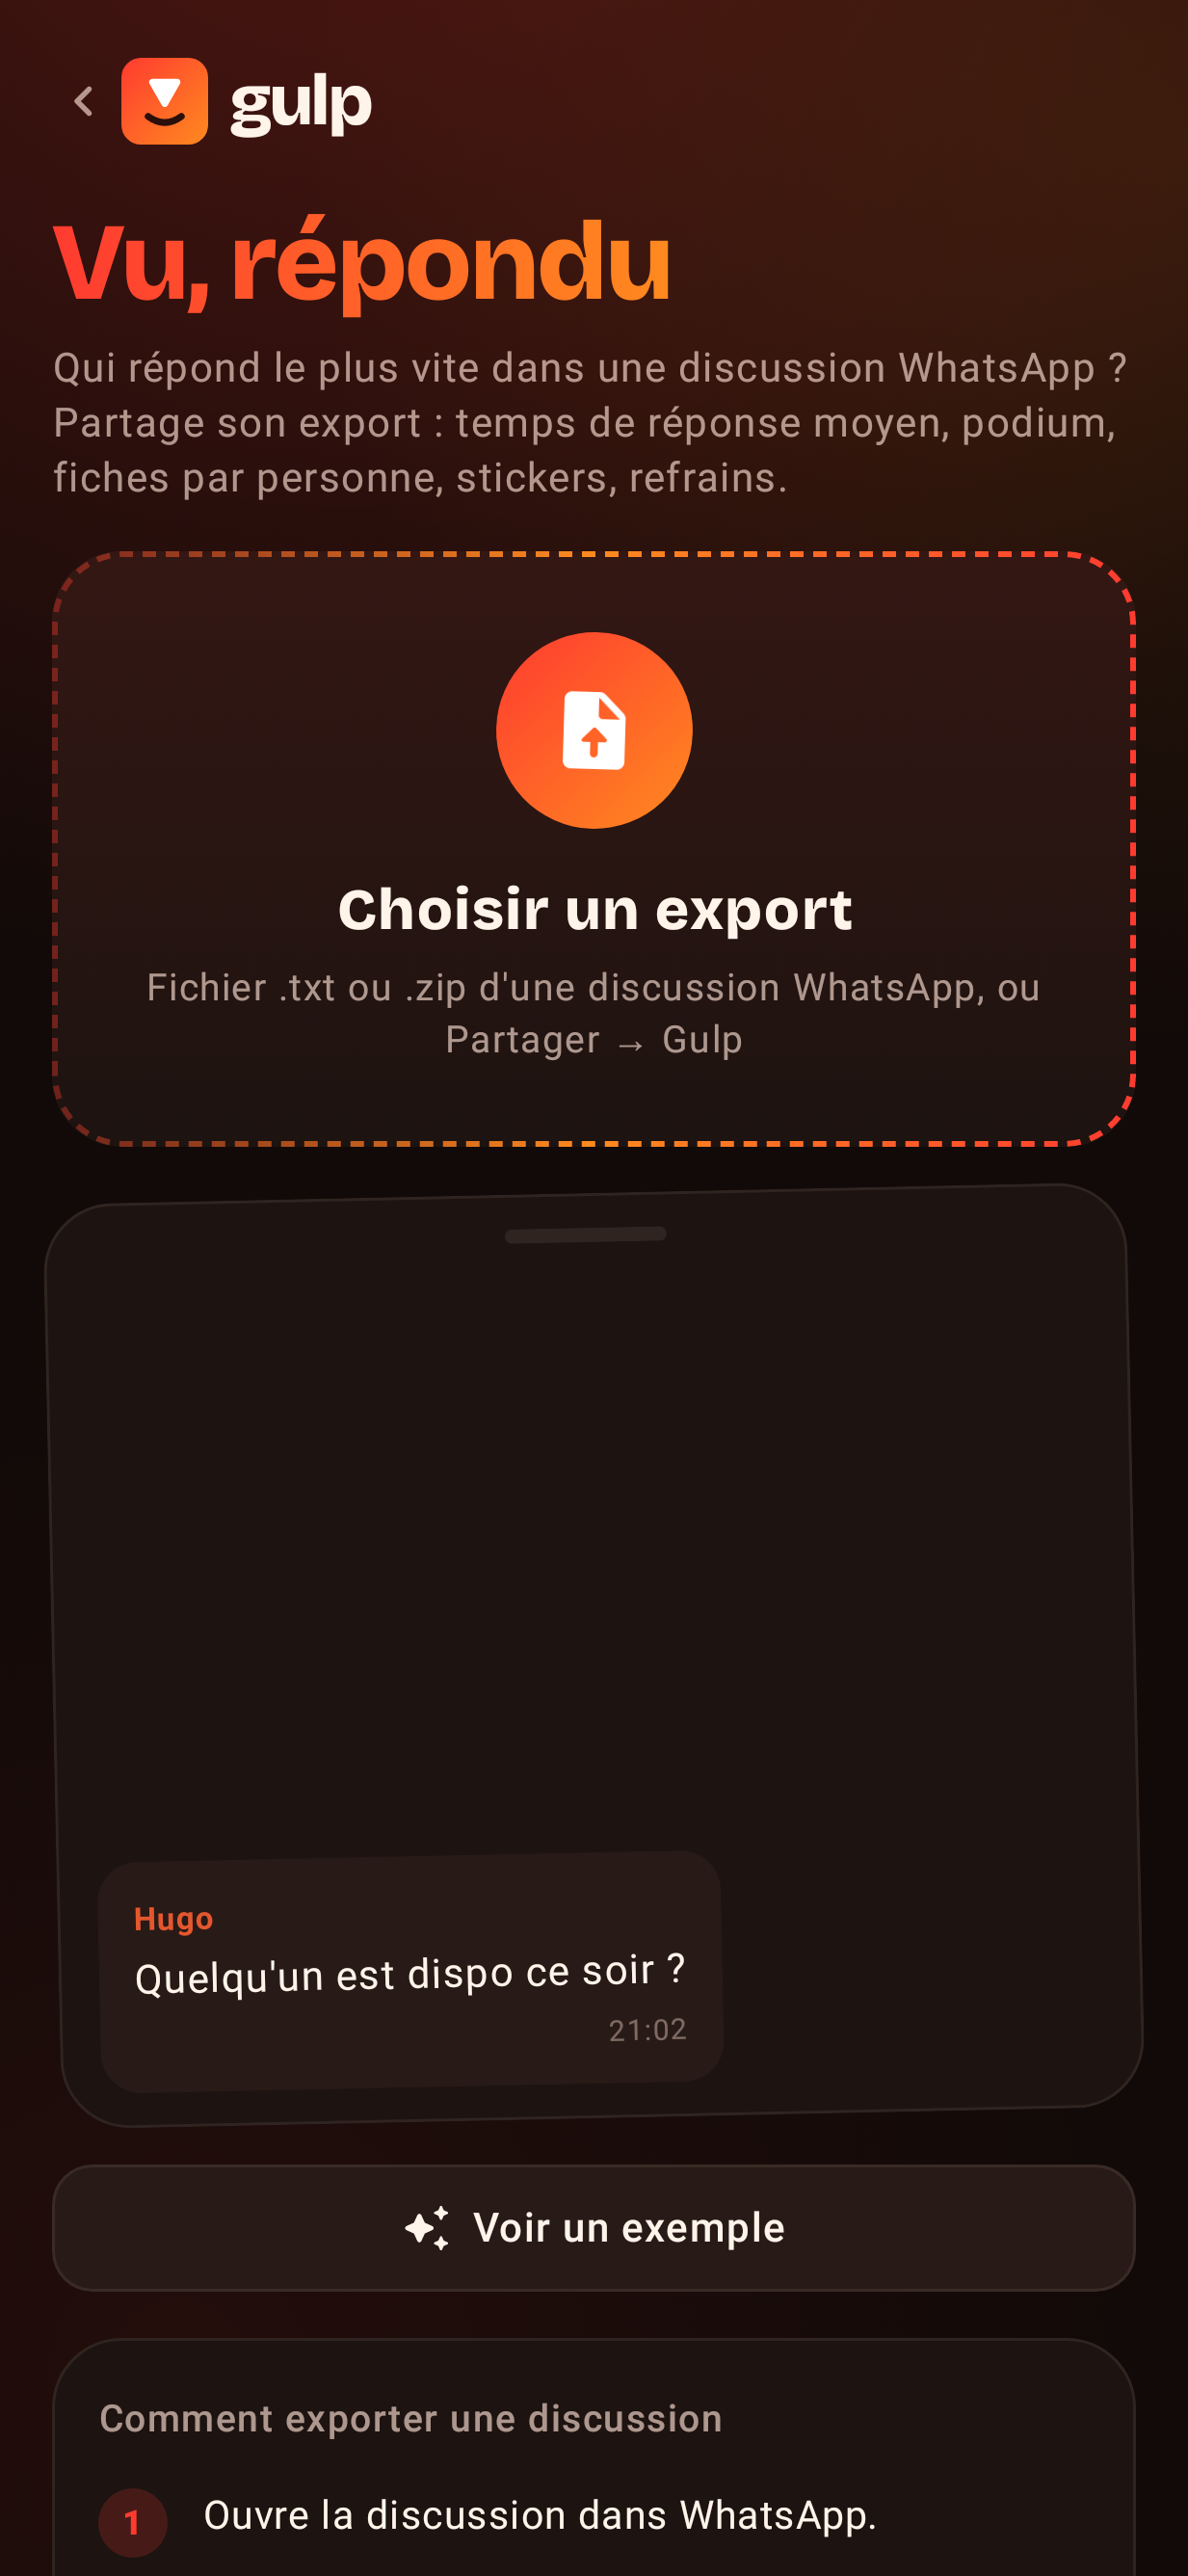 gulp
Vu, répondu
Qui répond le plus vite dans une discussion WhatsApp ?
Partage son export : temps de réponse moyen, podium,
fiches par personne, stickers, refrains.
Choisir un export
Fichier .txt ou .zip d'une discussion WhatsApp, ou
Partager → Gulp
Hugo
Quelqu'un est dispo ce soir ?
21:02
Voir un exemple
Comment exporter une discussion
1 Ouvre la discussion dans WhatsApp.